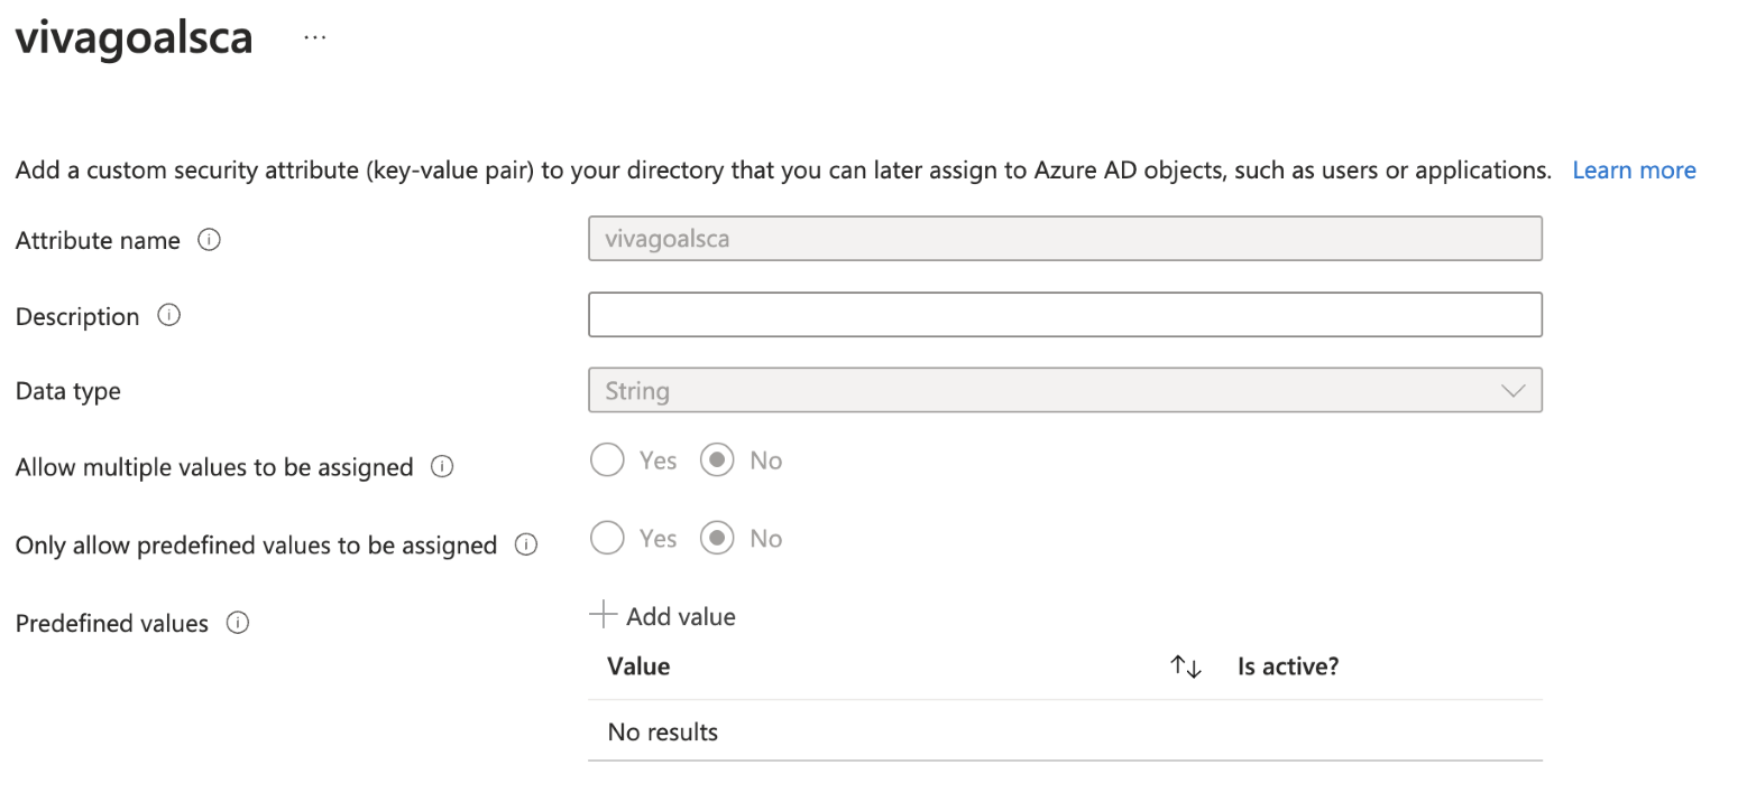 vivagoalsca ...
Add a custom security attribute (key-value pair) to your directory that you can later assign to Azure AD objects, such as users or applications. Learn more
Attribute name vivagoalsca
Description
Data type String
Allow multiple values to be assigned Yes No
Only allow predefined values to be assigned Yes No
Predefined values + Add value
Value Is active?
No results